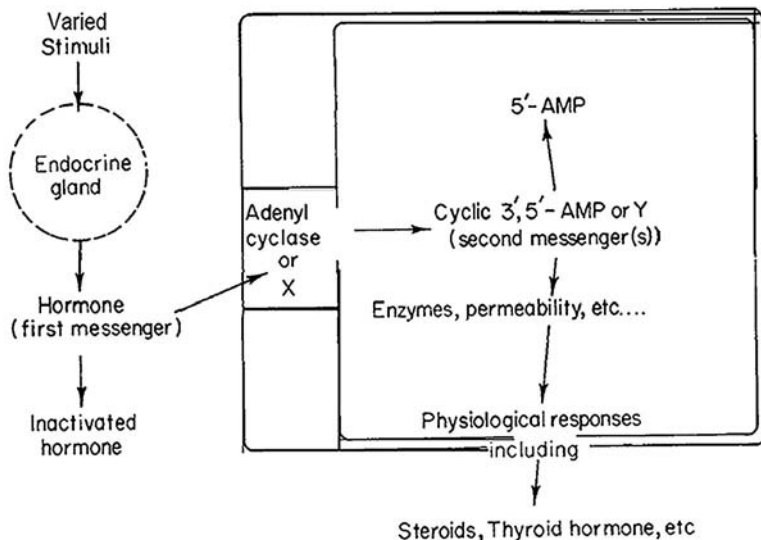 Varied
Stimuli
Endocrine
gland
Hormone
(first messenger)
Inactivated
hormone
Adenyl
cyclase
or
X
5′-AMP
Cyclic 3′,5′-AMP or Y
(second messenger(s))
Enzymes, permeability, etc....
Physiological responses
including
Steroids, Thyroid hormone, etc